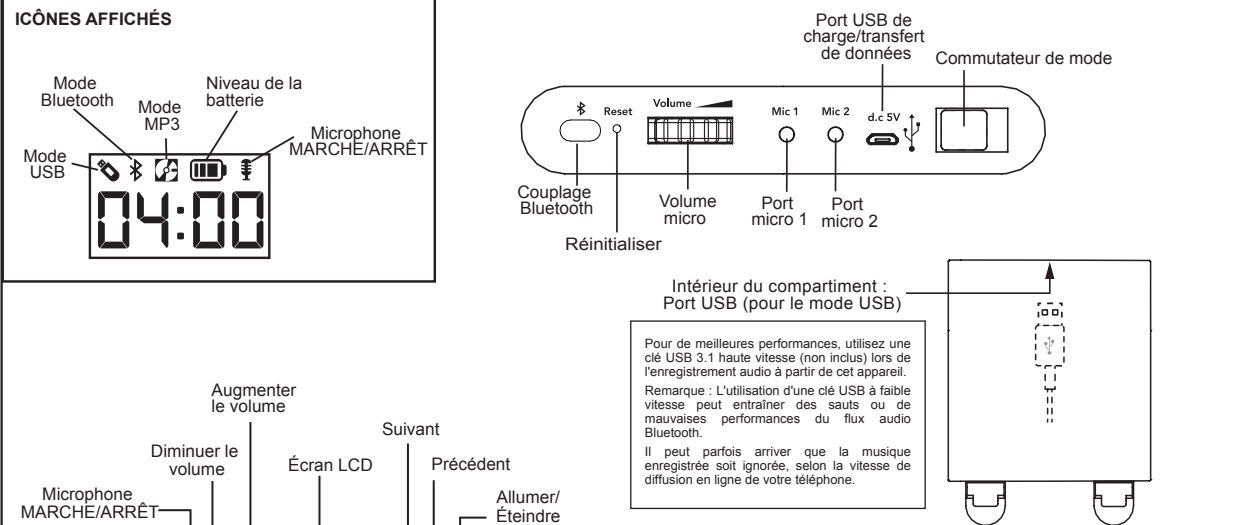 ICÔNES AFFICHÉS
Mode
Bluetooth
Mode
MP3
Niveau de la
batterie
Microphone
MARCHE/ARRÊT
Mode
USB
04:00
Port USB de
charge/transfert
de données
Commutateur de mode
Reset
Volume
Mic 1
Mic 2
d.c 5V
Couplage
Bluetooth
Réinitialiser
Volume
micro
Port
micro 1
Port
micro 2
Intérieur du compartiment :
Port USB (pour le mode USB)
Pour de meilleures performances, utilisez une
clé USB 3.1 haute vitesse (non inclus) lors de
l'enregistrement audio à partir de cet appareil.
Remarque : L'utilisation d'une clé USB à faible
vitesse peut entraîner des sauts ou de
mauvaises performances du flux audio
Bluetooth.
Il peut parfois arriver que la musique
enregistrée soit ignorée, selon la vitesse de
diffusion en ligne de votre téléphone.
Augmenter
le volume
Diminuer le
volume
Microphone
MARCHE/ARRÊT
Écran LCD
Suivant
Précédent
Allumer/
Éteindre